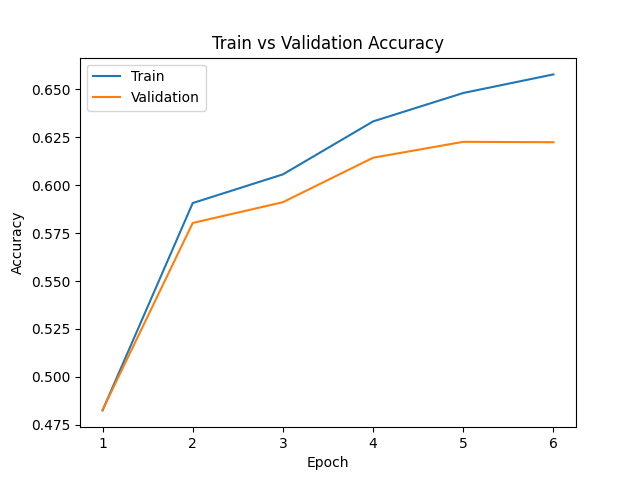 Train vs Validation Accuracy
Train
Validation
0.650
0.625
0.600
0.575
0.550
0.525
0.500
0.475
Accuracy
1 2 3 4 5 6
Epoch